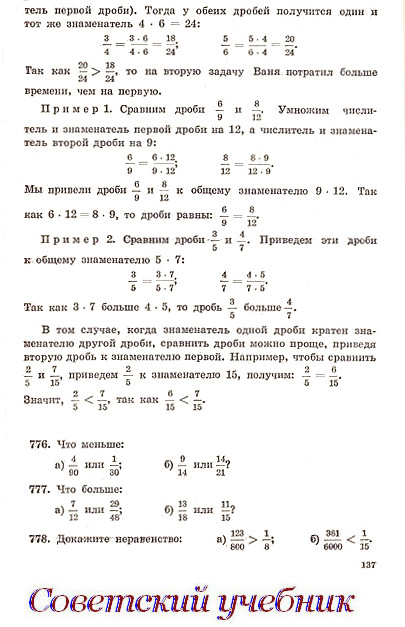 тель первой дроби). Тогда у обеих дробей получится один и
тот же знаменатель 4 · 6 = 24:
3/4 = 3 · 6/4 · 6 = 18/24; 5/6 = 5 · 4/6 · 4 = 20/24.
Так как 20/24 > 18/24, то на вторую задачу Ваня потратил больше
времени, чем на первую.
Пример 1. Сравним дроби 6/9 и 8/12. Умножим числи-
тель и знаменатель первой дроби на 12, а числитель и знамена-
тель второй дроби на 9:
6/9 = 6 · 12/9 · 12; 8/12 = 8 · 9/12 · 9.
Мы привели дроби 6/9 и 8/12 к общему знаменателю 9 · 12. Так
как 6 · 12 = 8 · 9, то дроби равны: 6/9 = 8/12.
Пример 2. Сравним дроби 3/5 и 4/7. Приведем эти дроби
к общему знаменателю 5 · 7:
3/5 = 3 · 7/5 · 7; 4/7 = 4 · 5/7 · 5.
Так как 3 · 7 больше 4 · 5, то дробь 3/5 больше 4/7.
В том случае, когда знаменатель одной дроби кратен зна-
менателю другой дроби, сравнить дроби можно проще, приведя
вторую дробь к знаменателю первой. Например, чтобы сравнить
2/5 и 7/15, приведем 2/5 к знаменателю 15, получим: 2/5 = 6/15.
Значит, 2/5 < 7/15, так как 6/15 < 7/15.
776. Что меньше:
а) 4/90 или 1/30; б) 9/14 или 14/21?
777. Что больше:
а) 7/12 или 29/48; б) 13/18 или 11/15?
778. Докажите неравенство: а) 123/800 > 1/8; б) 361/6000 < 1/15.
137
Советский учебник